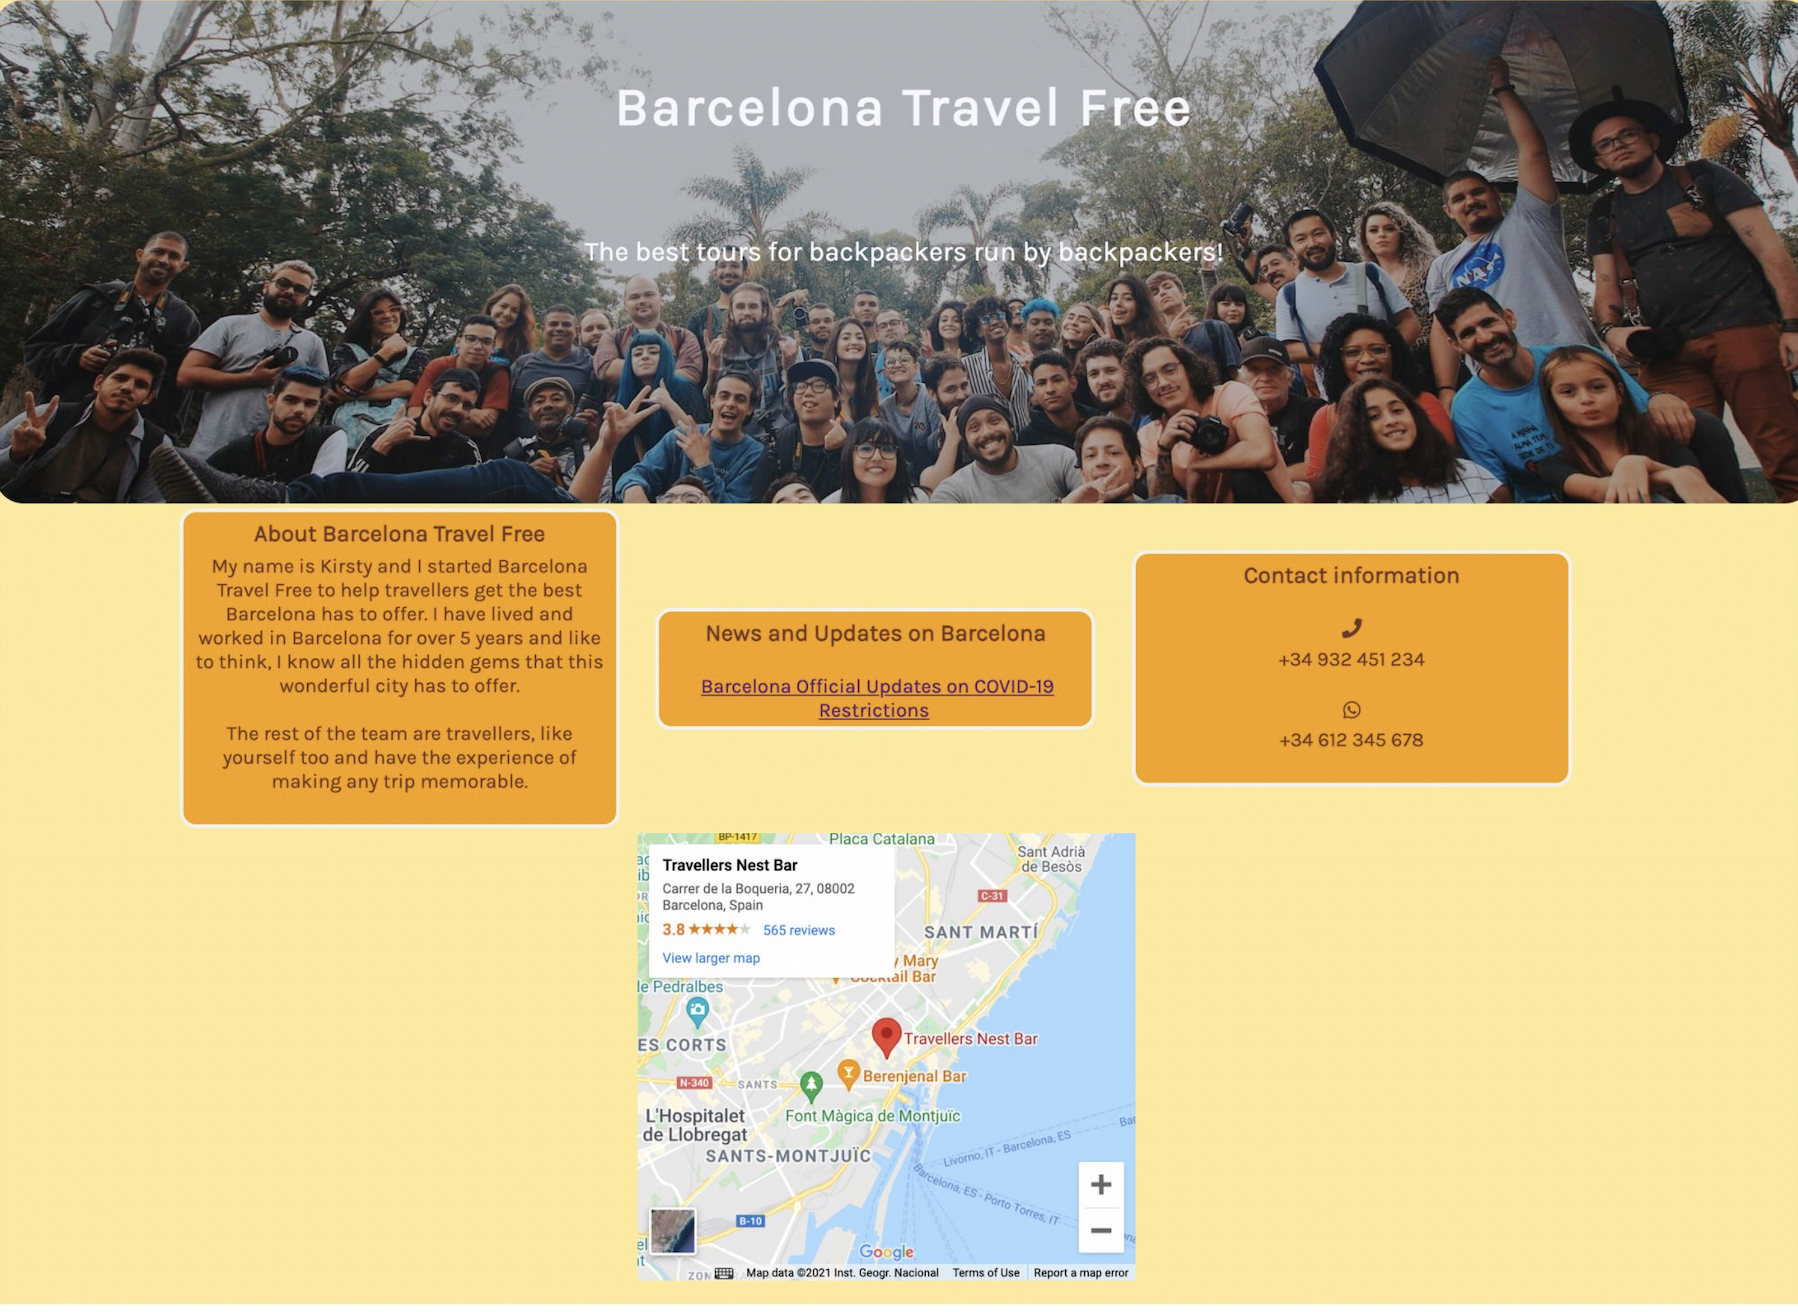 Barcelona Travel Free
The best tours for backpackers run by backpackers!
NASA
A MINHA
ALMA TEM
SEDE DE
About Barcelona Travel Free
My name is Kirsty and I started Barcelona
Travel Free to help travellers get the best
Barcelona has to offer. I have lived and
worked in Barcelona for over 5 years and like
to think, I know all the hidden gems that this
wonderful city has to offer.
The rest of the team are travellers, like
yourself too and have the experience of
making any trip memorable.
News and Updates on Barcelona
Barcelona Official Updates on COVID-19
Restrictions
Contact information
+34 932 451 234
+34 612 345 678
BP-1417
Placa Catalana
Sant Adrià
de Besòs
Travellers Nest Bar
Carrer de la Boqueria, 27, 08002
Barcelona, Spain
3.8
565 reviews
View larger map
C-31
SANT MARTÍ
y Mary
Cocktail Bar
le Pedralbes
Travellers Nest Bar
ES CORTS
Berenjenal Bar
N-340
SANTS
Font Màgica de Montjuïc
L'Hospitalet
de Llobregat
SANTS-MONTJUÏC
Livorno, IT - Barcelona, ES
Barcelona, ES - Porto Torres, IT
B-10
Google
Map data ©2021 Inst. Geogr. Nacional
Terms of Use
Report a map error